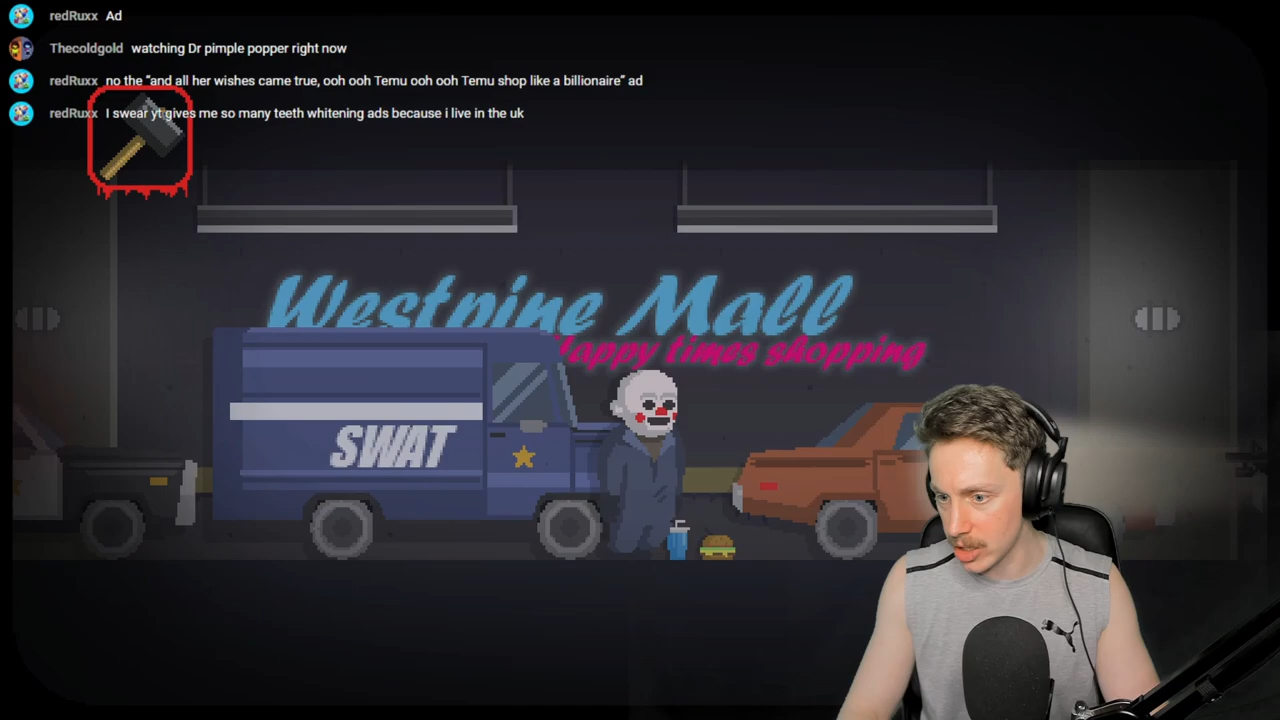 redRuxx Ad
Thecoldgold watching Dr pimple popper right now
redRuxx no the “and all her wishes came true, ooh ooh Temu ooh ooh Temu shop like a billionaire” ad
redRuxx I swear yt gives me so many teeth whitening ads because i live in the uk
Westpine Mall
Happy times shopping
SWAT